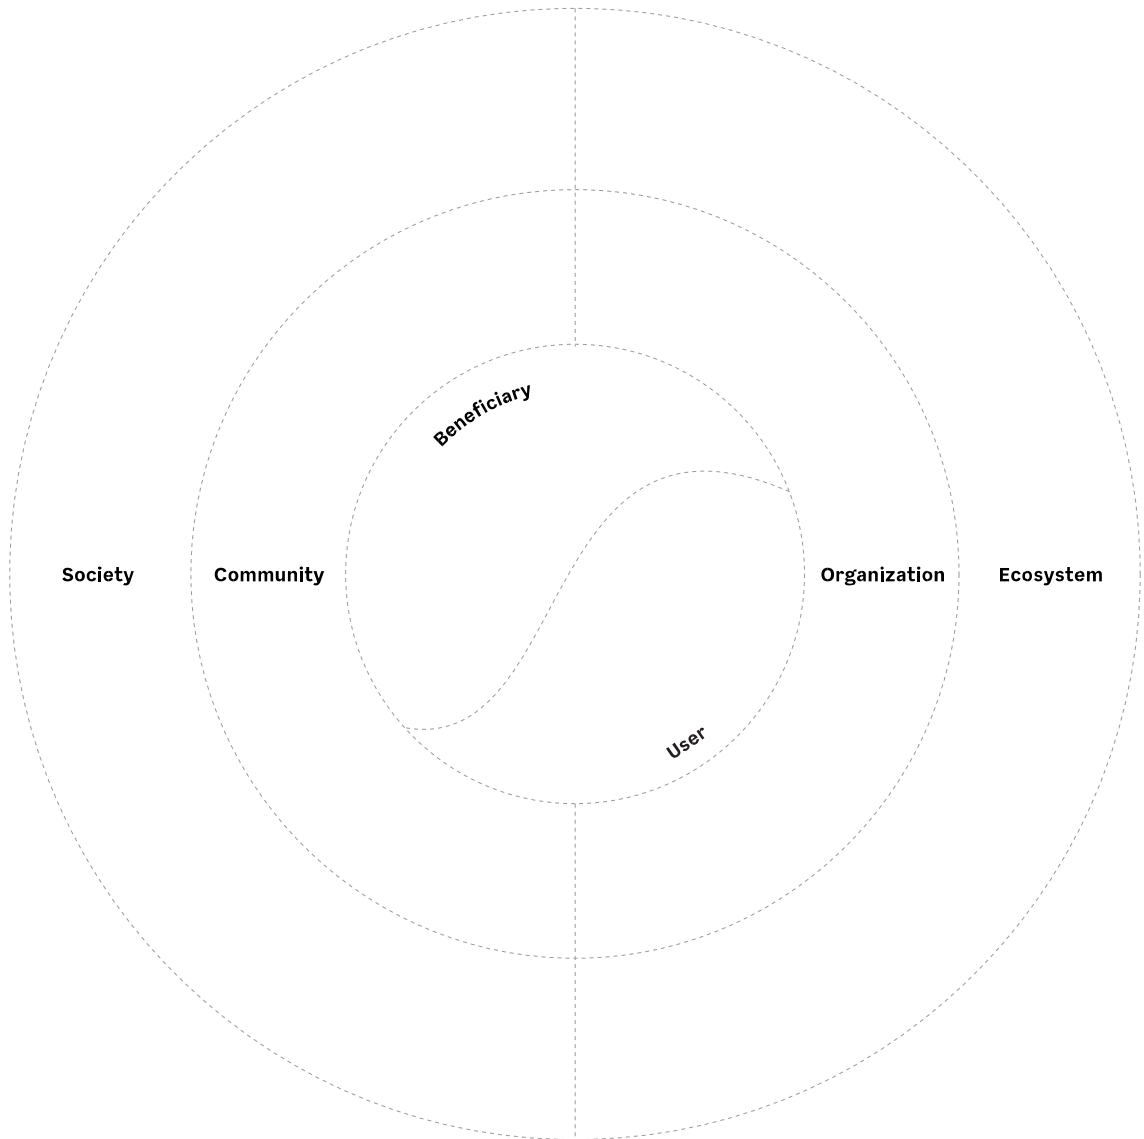 Beneficiary
Society
Community
Organization
Ecosystem
User